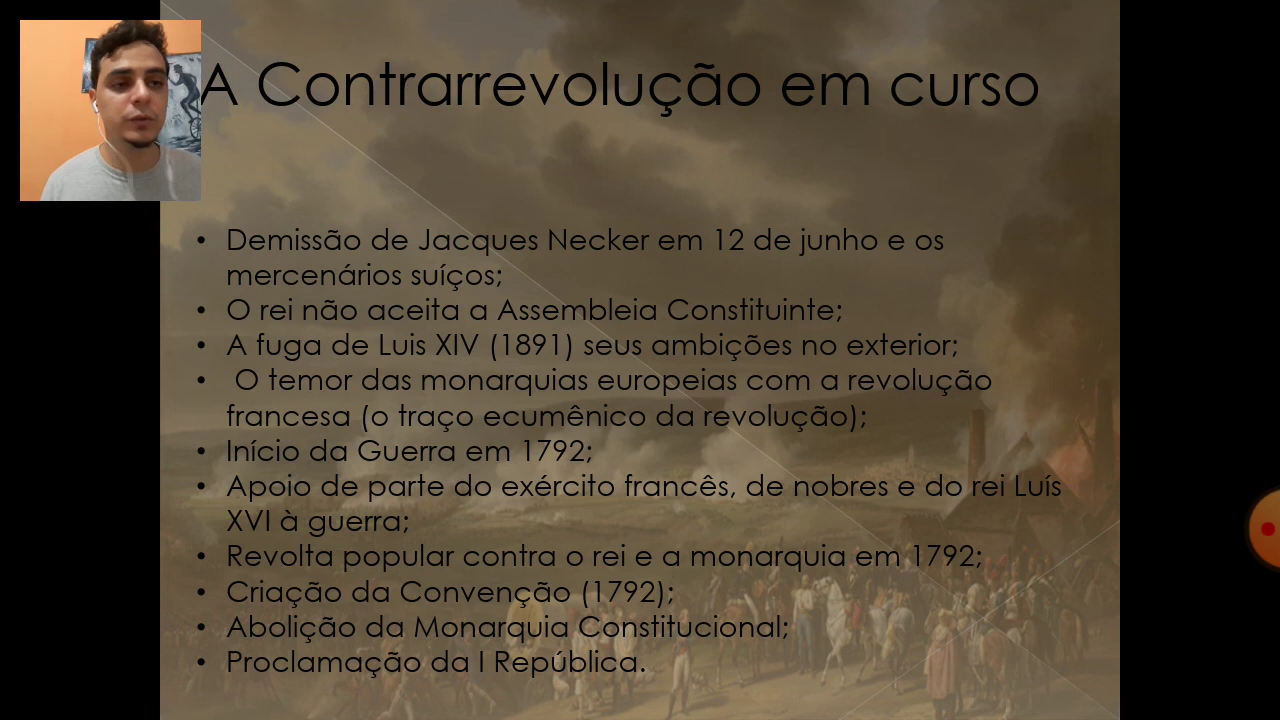 A Contrarrevolução em curso
• Demissão de Jacques Necker em 12 de junho e os
mercenários suíços;
• O rei não aceita a Assembleia Constituinte;
• A fuga de Luis XIV (1891) seus ambições no exterior;
• O temor das monarquias europeias com a revolução
francesa (o traço ecumênico da revolução);
• Início da Guerra em 1792;
• Apoio de parte do exército francês, de nobres e do rei Luís
XVI à guerra;
• Revolta popular contra o rei e a monarquia em 1792;
• Criação da Convenção (1792);
• Abolição da Monarquia Constitucional;
• Proclamação da I República.